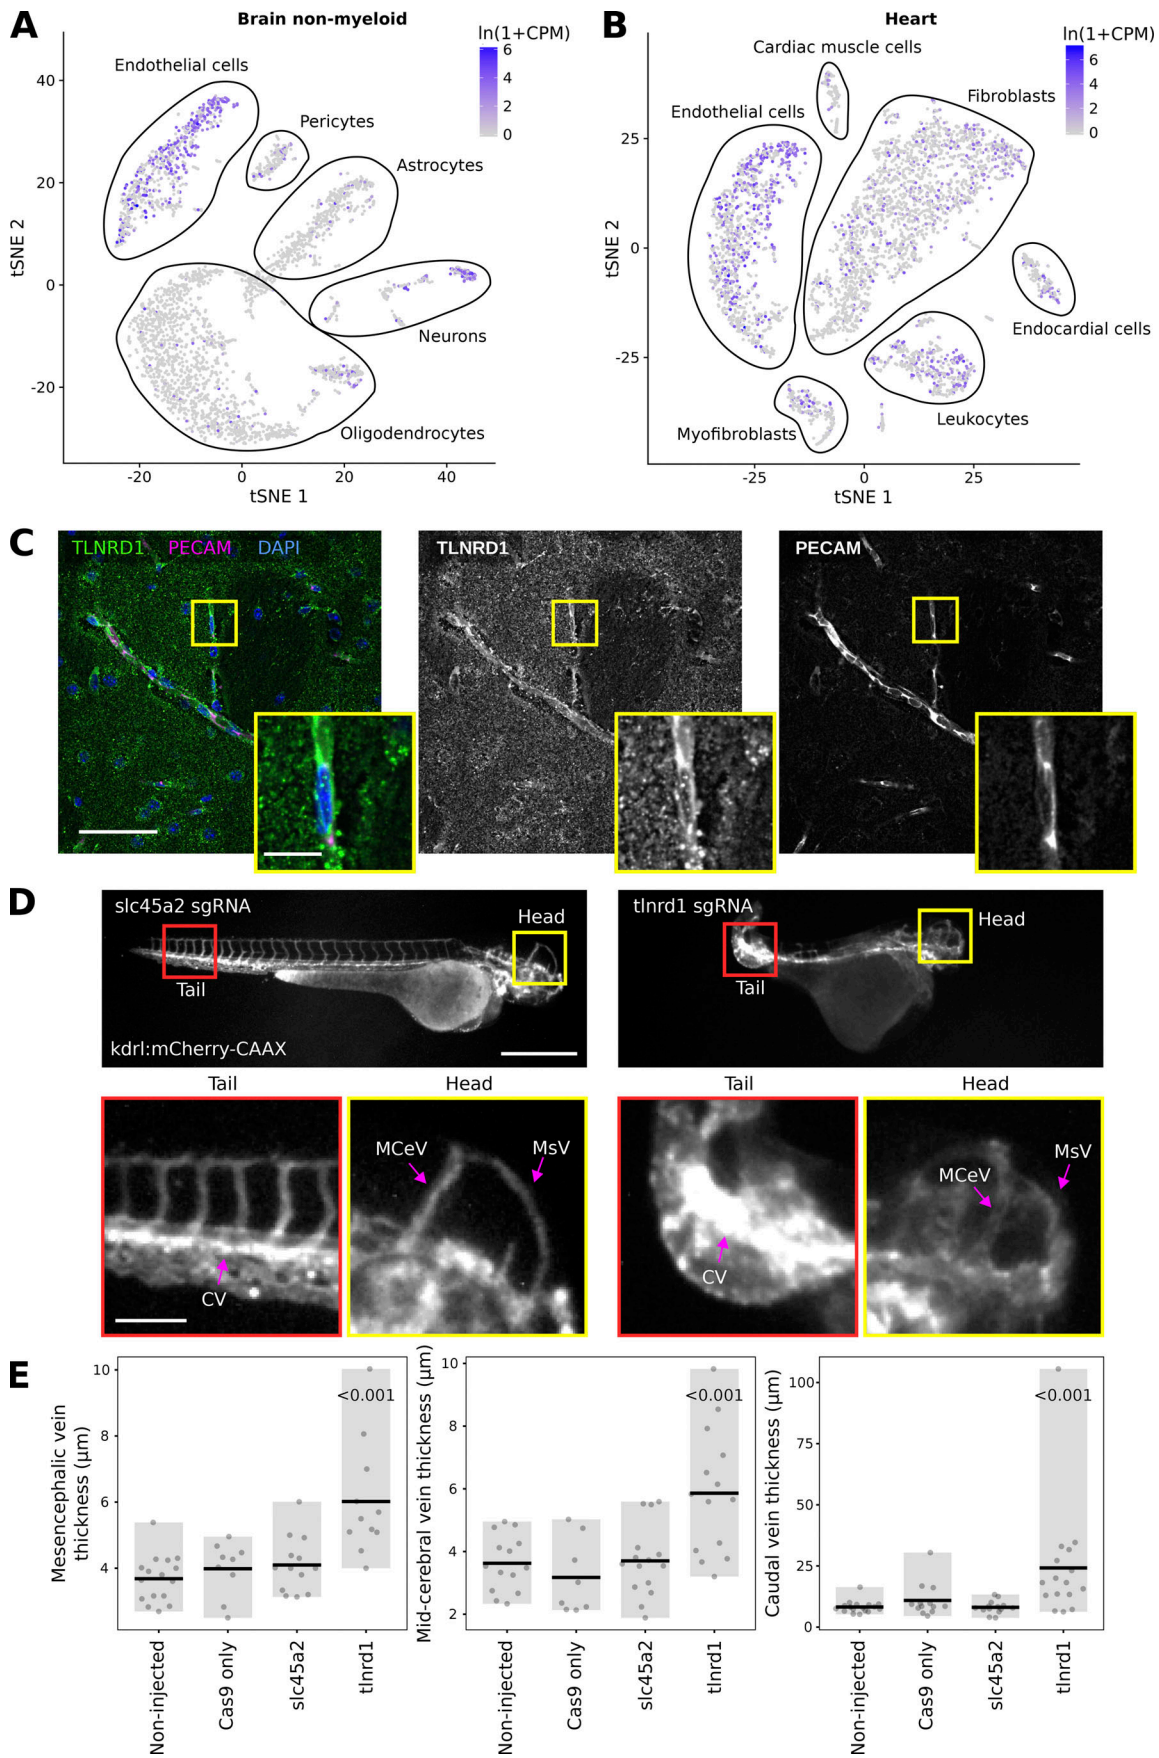 A
Brain non-myeloid
ln(1+CPM)
6
4
2
0
Endothelial cells
Pericytes
Astrocytes
Neurons
Oligodendrocytes
40
20
0
-20
tSNE 2
-20
0
20
40
tSNE 1
B
Heart
ln(1+CPM)
6
4
2
0
Cardiac muscle cells
Endothelial cells
Fibroblasts
Endocardial cells
Leukocytes
Myofibroblasts
25
0
-25
tSNE 2
-25
0
25
tSNE 1
C
TLNRD1 PECAM DAPI
TLNRD1
PECAM
D
slc45a2 sgRNA
Head
Tail
kdrl:mCherry-CAAX
tlnrd1 sgRNA
Head
Tail
Tail
Head
Tail
Head
CV
MCeV
MsV
CV
MCeV
MsV
E
Mesencephalic vein
thickness (µm)
10
8
6
4
<0.001
Non-injected
Cas9 only
slc45a2
tlnrd1
Mid-cerebral vein thickness (µm)
10
8
6
4
2
<0.001
Non-injected
Cas9 only
slc45a2
tlnrd1
Caudal vein thickness (µm)
100
75
50
25
0
<0.001
Non-injected
Cas9 only
slc45a2
tlnrd1